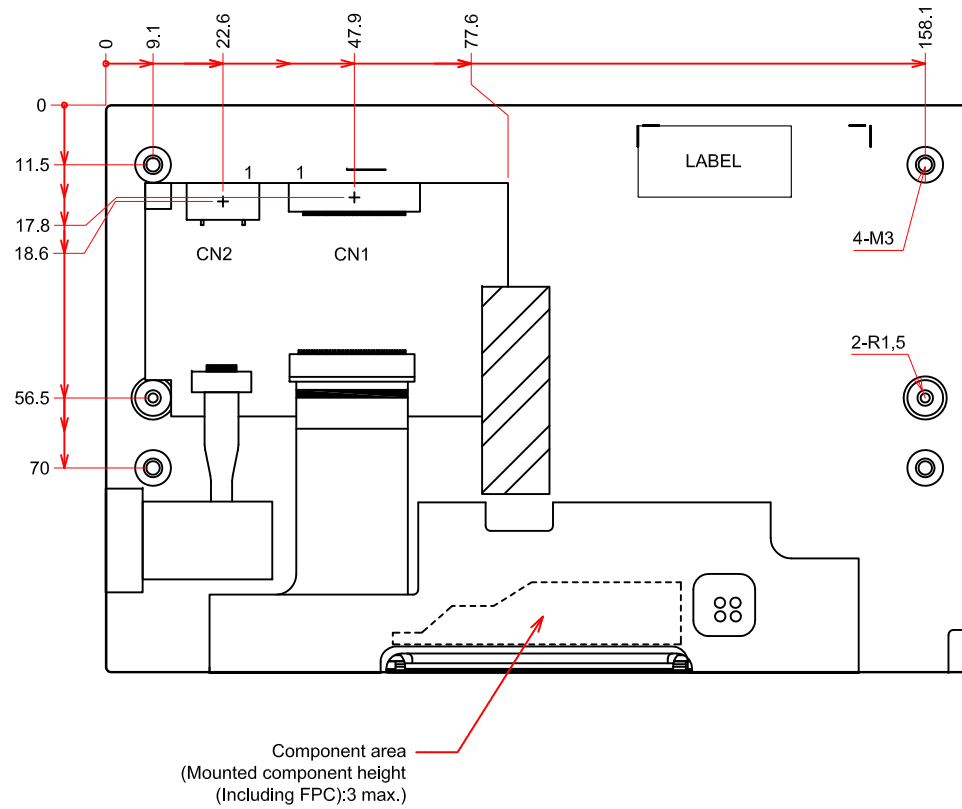 0
9.1
22.6
47.9
77.6
158.1
0
11.5
17.8
18.6
56.5
70
1
1
LABEL
CN2
CN1
4-M3
2-R1,5
Component area
(Mounted component height
(Including FPC):3 max.)